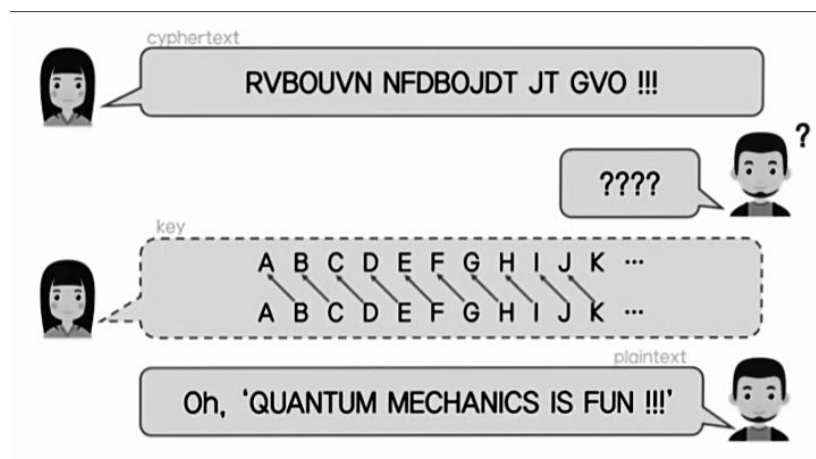 cyphertext
RVBOUVN NFDBOJDT JT GVO !!!
?
????
key
A B C D E F G H I J K ···
A B C D E F G H I J K ···
plaintext
Oh, ‘QUANTUM MECHANICS IS FUN !!!’